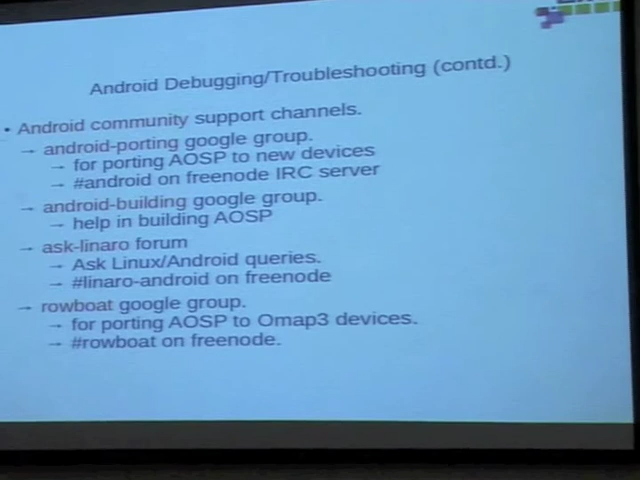 Android Debugging/Troubleshooting (contd.)
• Android community support channels.
→ android-porting google group.
→ for porting AOSP to new devices
→ #android on freenode IRC server
→ android-building google group.
→ help in building AOSP
→ ask-linaro forum
→ Ask Linux/Android queries.
→ #linaro-android on freenode
→ rowboat google group.
→ for porting AOSP to Omap3 devices.
→ #rowboat on freenode.